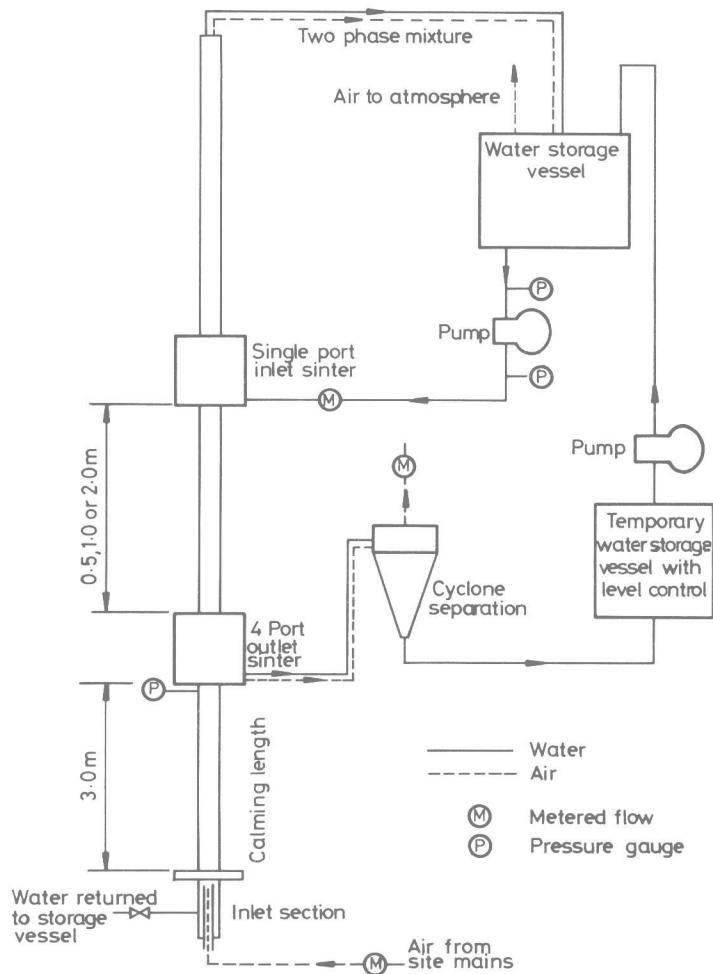 Two phase mixture
Air to atmosphere
Water storage
vessel
P
Pump
P
Single port
inlet sinter
M
0·5,1·0 or 2·0m
M
Pump
Temporary
water storage
vessel with
level control
Cyclone
separation
4 Port
outlet
sinter
P
3·0m
Calming length
Water
Air
M Metered flow
P Pressure gauge
Water returned
to storage
vessel
Inlet section
M
Air from
site mains